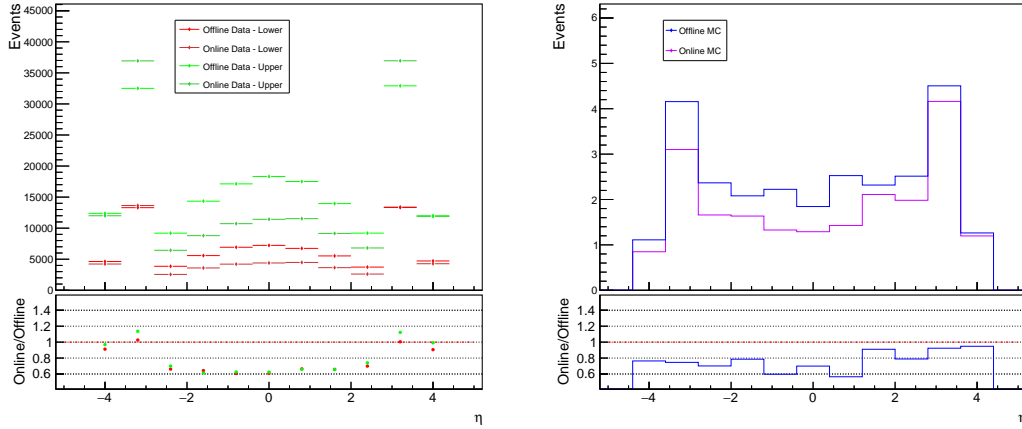 Events
45000
40000
35000
30000
25000
20000
15000
10000
5000
0
Offline Data - Lower
Online Data - Lower
Offline Data - Upper
Online Data - Upper
Online/Offline
1.4
1.2
1
0.8
0.6
−4 −2 0 2 4
η
Events
6
5
4
3
2
1
0
Offline MC
Online MC
Online/Offline
1.4
1.2
1
0.8
0.6
−4 −2 0 2 4
η